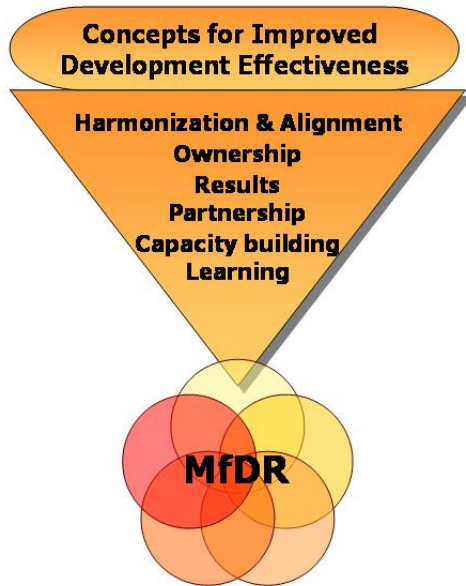 Concepts for Improved
Development Effectiveness
Harmonization & Alignment
Ownership
Results
Partnership
Capacity building
Learning
MfDR